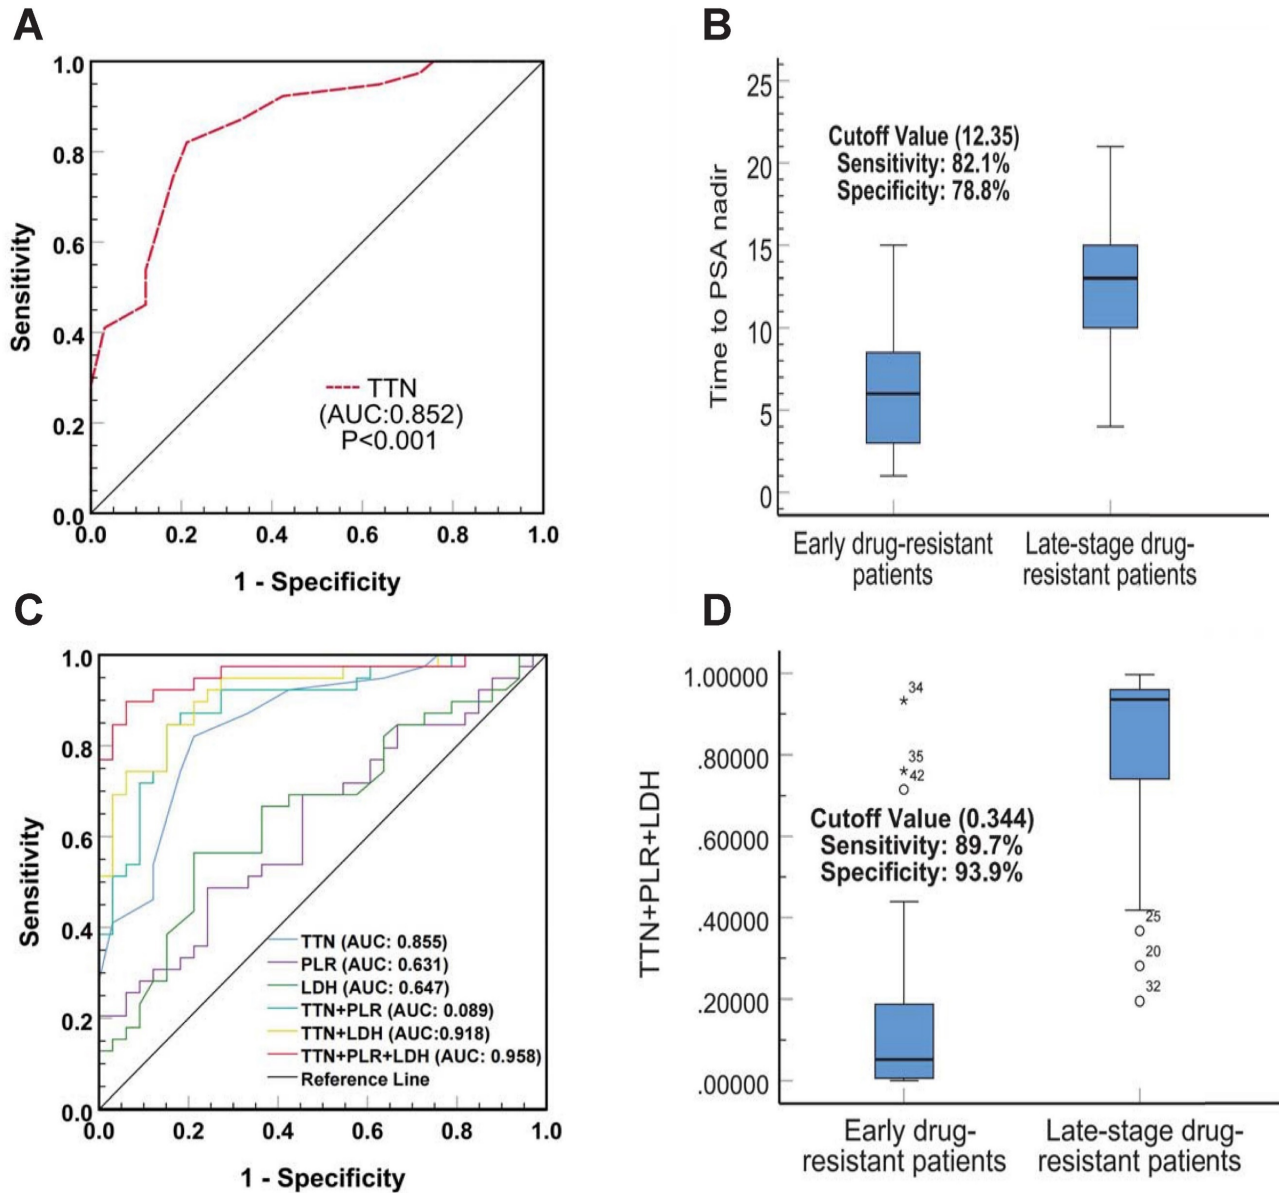 A
1.0
0.8
0.6
0.4
0.2
0.0
0.0 0.2 0.4 0.6 0.8 1.0
Sensitivity
1 - Specificity
TTN
(AUC:0.852)
P<0.001
B
25
20
15
10
5
0
Time to PSA nadir
Cutoff Value (12.35)
Sensitivity: 82.1%
Specificity: 78.8%
Early drug-resistant
patients
Late-stage drug-
resistant patients
C
1.0
0.8
0.6
0.4
0.2
0.0
0.0 0.2 0.4 0.6 0.8 1.0
Sensitivity
1 - Specificity
TTN (AUC: 0.855)
PLR (AUC: 0.631)
LDH (AUC: 0.647)
TTN+PLR (AUC: 0.089)
TTN+LDH (AUC:0.918)
TTN+PLR+LDH (AUC: 0.958)
Reference Line
D
1.00000
.80000
.60000
.40000
.20000
.00000
TTN+PLR+LDH
34
35
42
Cutoff Value (0.344)
Sensitivity: 89.7%
Specificity: 93.9%
25
20
32
Early drug-
resistant patients
Late-stage drug-
resistant patients